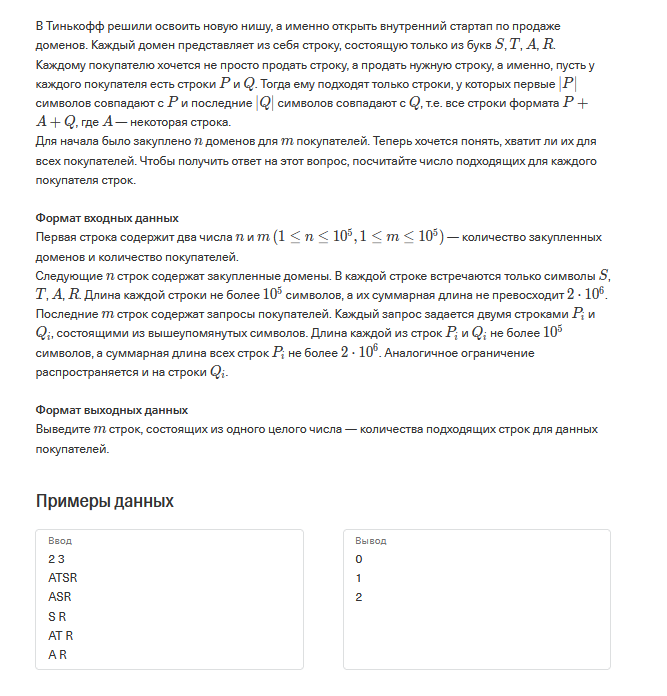 В Тинькофф решили освоить новую нишу, а именно открыть внутренний стартап по продаже
доменов. Каждый домен представляет из себя строку, состоящую только из букв S, T, A, R.
Каждому покупателю хочется не просто продать строку, а продать нужную строку, а именно, пусть у
каждого покупателя есть строки P и Q. Тогда ему подходят только строки, у которых первые |P|
символов совпадают с P и последние |Q| символов совпадают с Q, т.е. все строки формата P +
A + Q, где A — некоторая строка.
Для начала было закуплено n доменов для m покупателей. Теперь хочется понять, хватит ли их для
всех покупателей. Чтобы получить ответ на этот вопрос, посчитайте число подходящих для каждого
покупателя строк.
Формат входных данных
Первая строка содержит два числа n и m (1 ≤ n ≤ 10^5, 1 ≤ m ≤ 10^5) — количество закупленных
доменов и количество покупателей.
Следующие n строк содержат закупленные домены. В каждой строке встречаются только символы S,
T, A, R. Длина каждой строки не более 10^5 символов, а их суммарная длина не превосходит 2 · 10^6.
Последние m строк содержат запросы покупателей. Каждый запрос задается двумя строками P_i и
Q_i, состоящими из вышеупомянутых символов. Длина каждой из строк P_i и Q_i не более 10^5
символов, а суммарная длина всех строк P_i не более 2 · 10^6. Аналогичное ограничение
распространяется и на строки Q_i.
Формат выходных данных
Выведите m строк, состоящих из одного целого числа — количества подходящих строк для данных
покупателей.
Примеры данных
Ввод
2 3
ATSR
ASR
S R
AT R
A R
Вывод
0
1
2